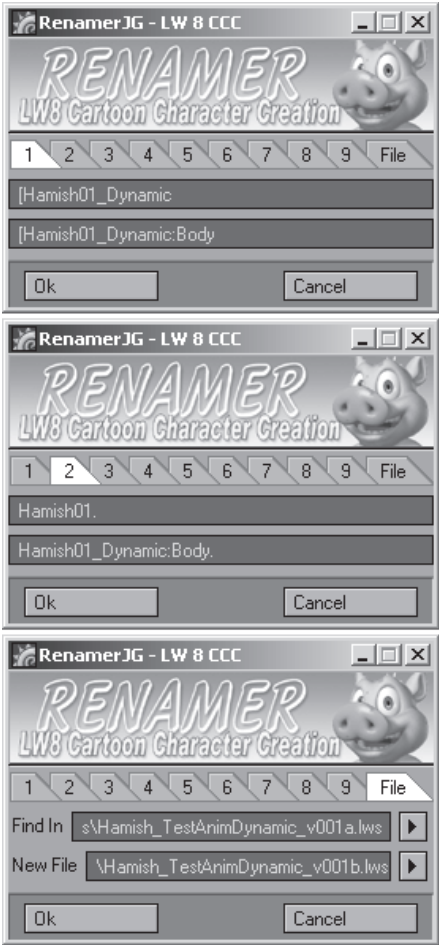 RenamerJG - LW 8 CCC
RENAMER
LW8 Cartoon Character Creation
1 2 3 4 5 6 7 8 9 File
[Hamish01_Dynamic
[Hamish01_Dynamic:Body
Ok Cancel
RenamerJG - LW 8 CCC
RENAMER
LW8 Cartoon Character Creation
1 2 3 4 5 6 7 8 9 File
Hamish01.
Hamish01_Dynamic:Body.
Ok Cancel
RenamerJG - LW 8 CCC
RENAMER
LW8 Cartoon Character Creation
1 2 3 4 5 6 7 8 9 File
Find In s\Hamish_TestAnimDynamic_v001a.lws
New File \Hamish_TestAnimDynamic_v001b.lws
Ok Cancel